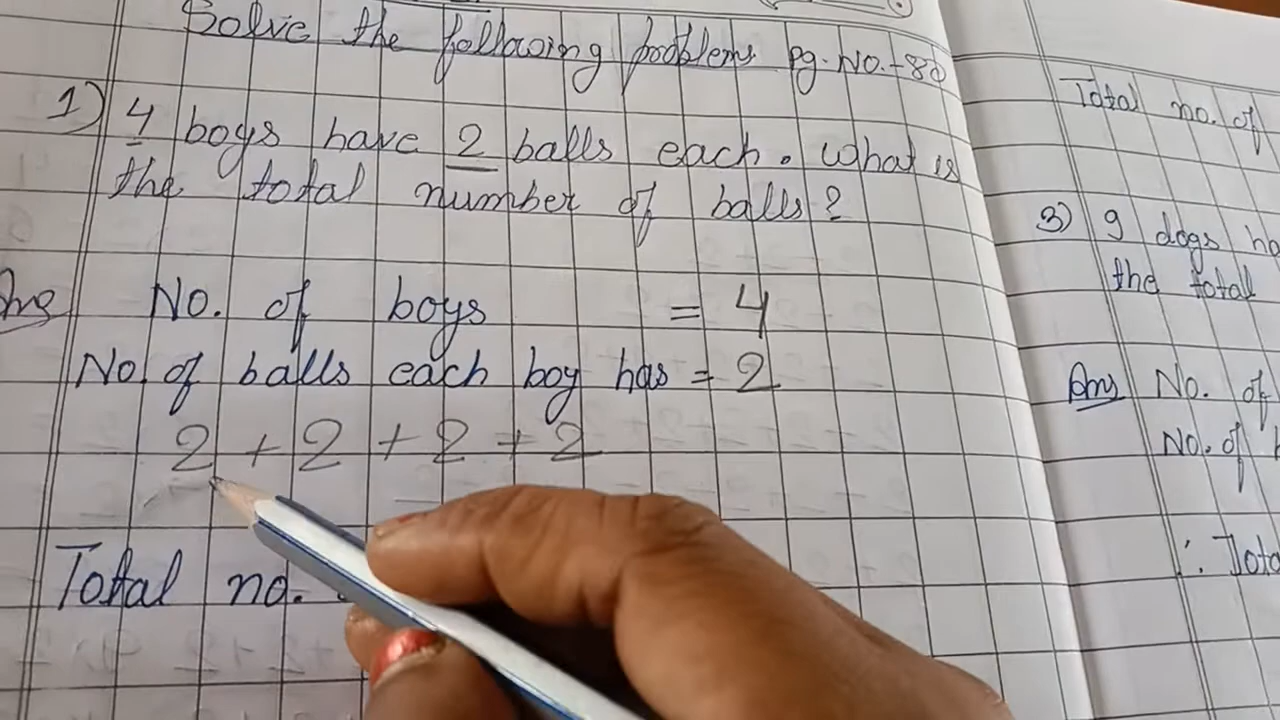 Solve the following problems Pg. No. - 80
1) 4 boys have 2 balls each. What is
the total number of balls?
Ans No. of boys = 4
No. of balls each boy has = 2
2 + 2 + 2 + 2
Total no.
Total no. of
3) 9 dogs
the total
Ans No. of
No. of
∴